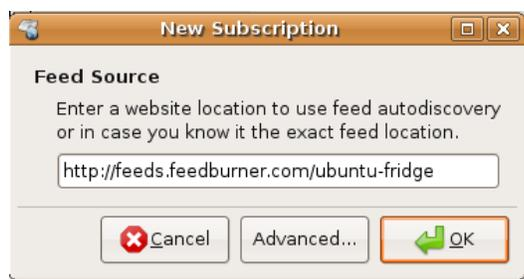 New Subscription
Feed Source
Enter a website location to use feed autodiscovery
or in case you know it the exact feed location.
http://feeds.feedburner.com/ubuntu-fridge
Cancel
Advanced...
OK